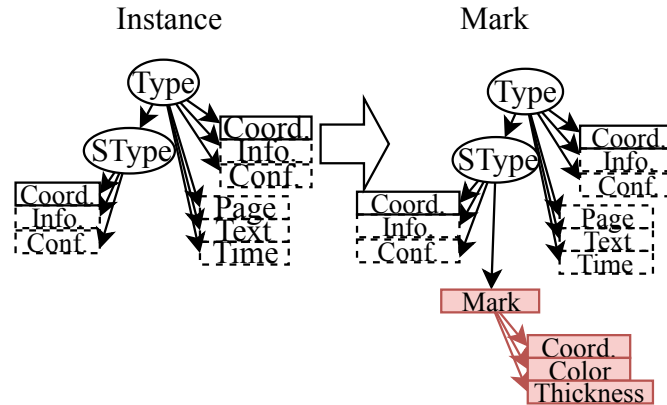 Instance
Type
SType
Coord.
Info.
Conf.
Coord.
Info.
Conf.
Page
Text
Time
Mark
Type
SType
Coord.
Info.
Conf.
Coord.
Info.
Conf.
Page
Text
Time
Mark
Coord.
Color
Thickness